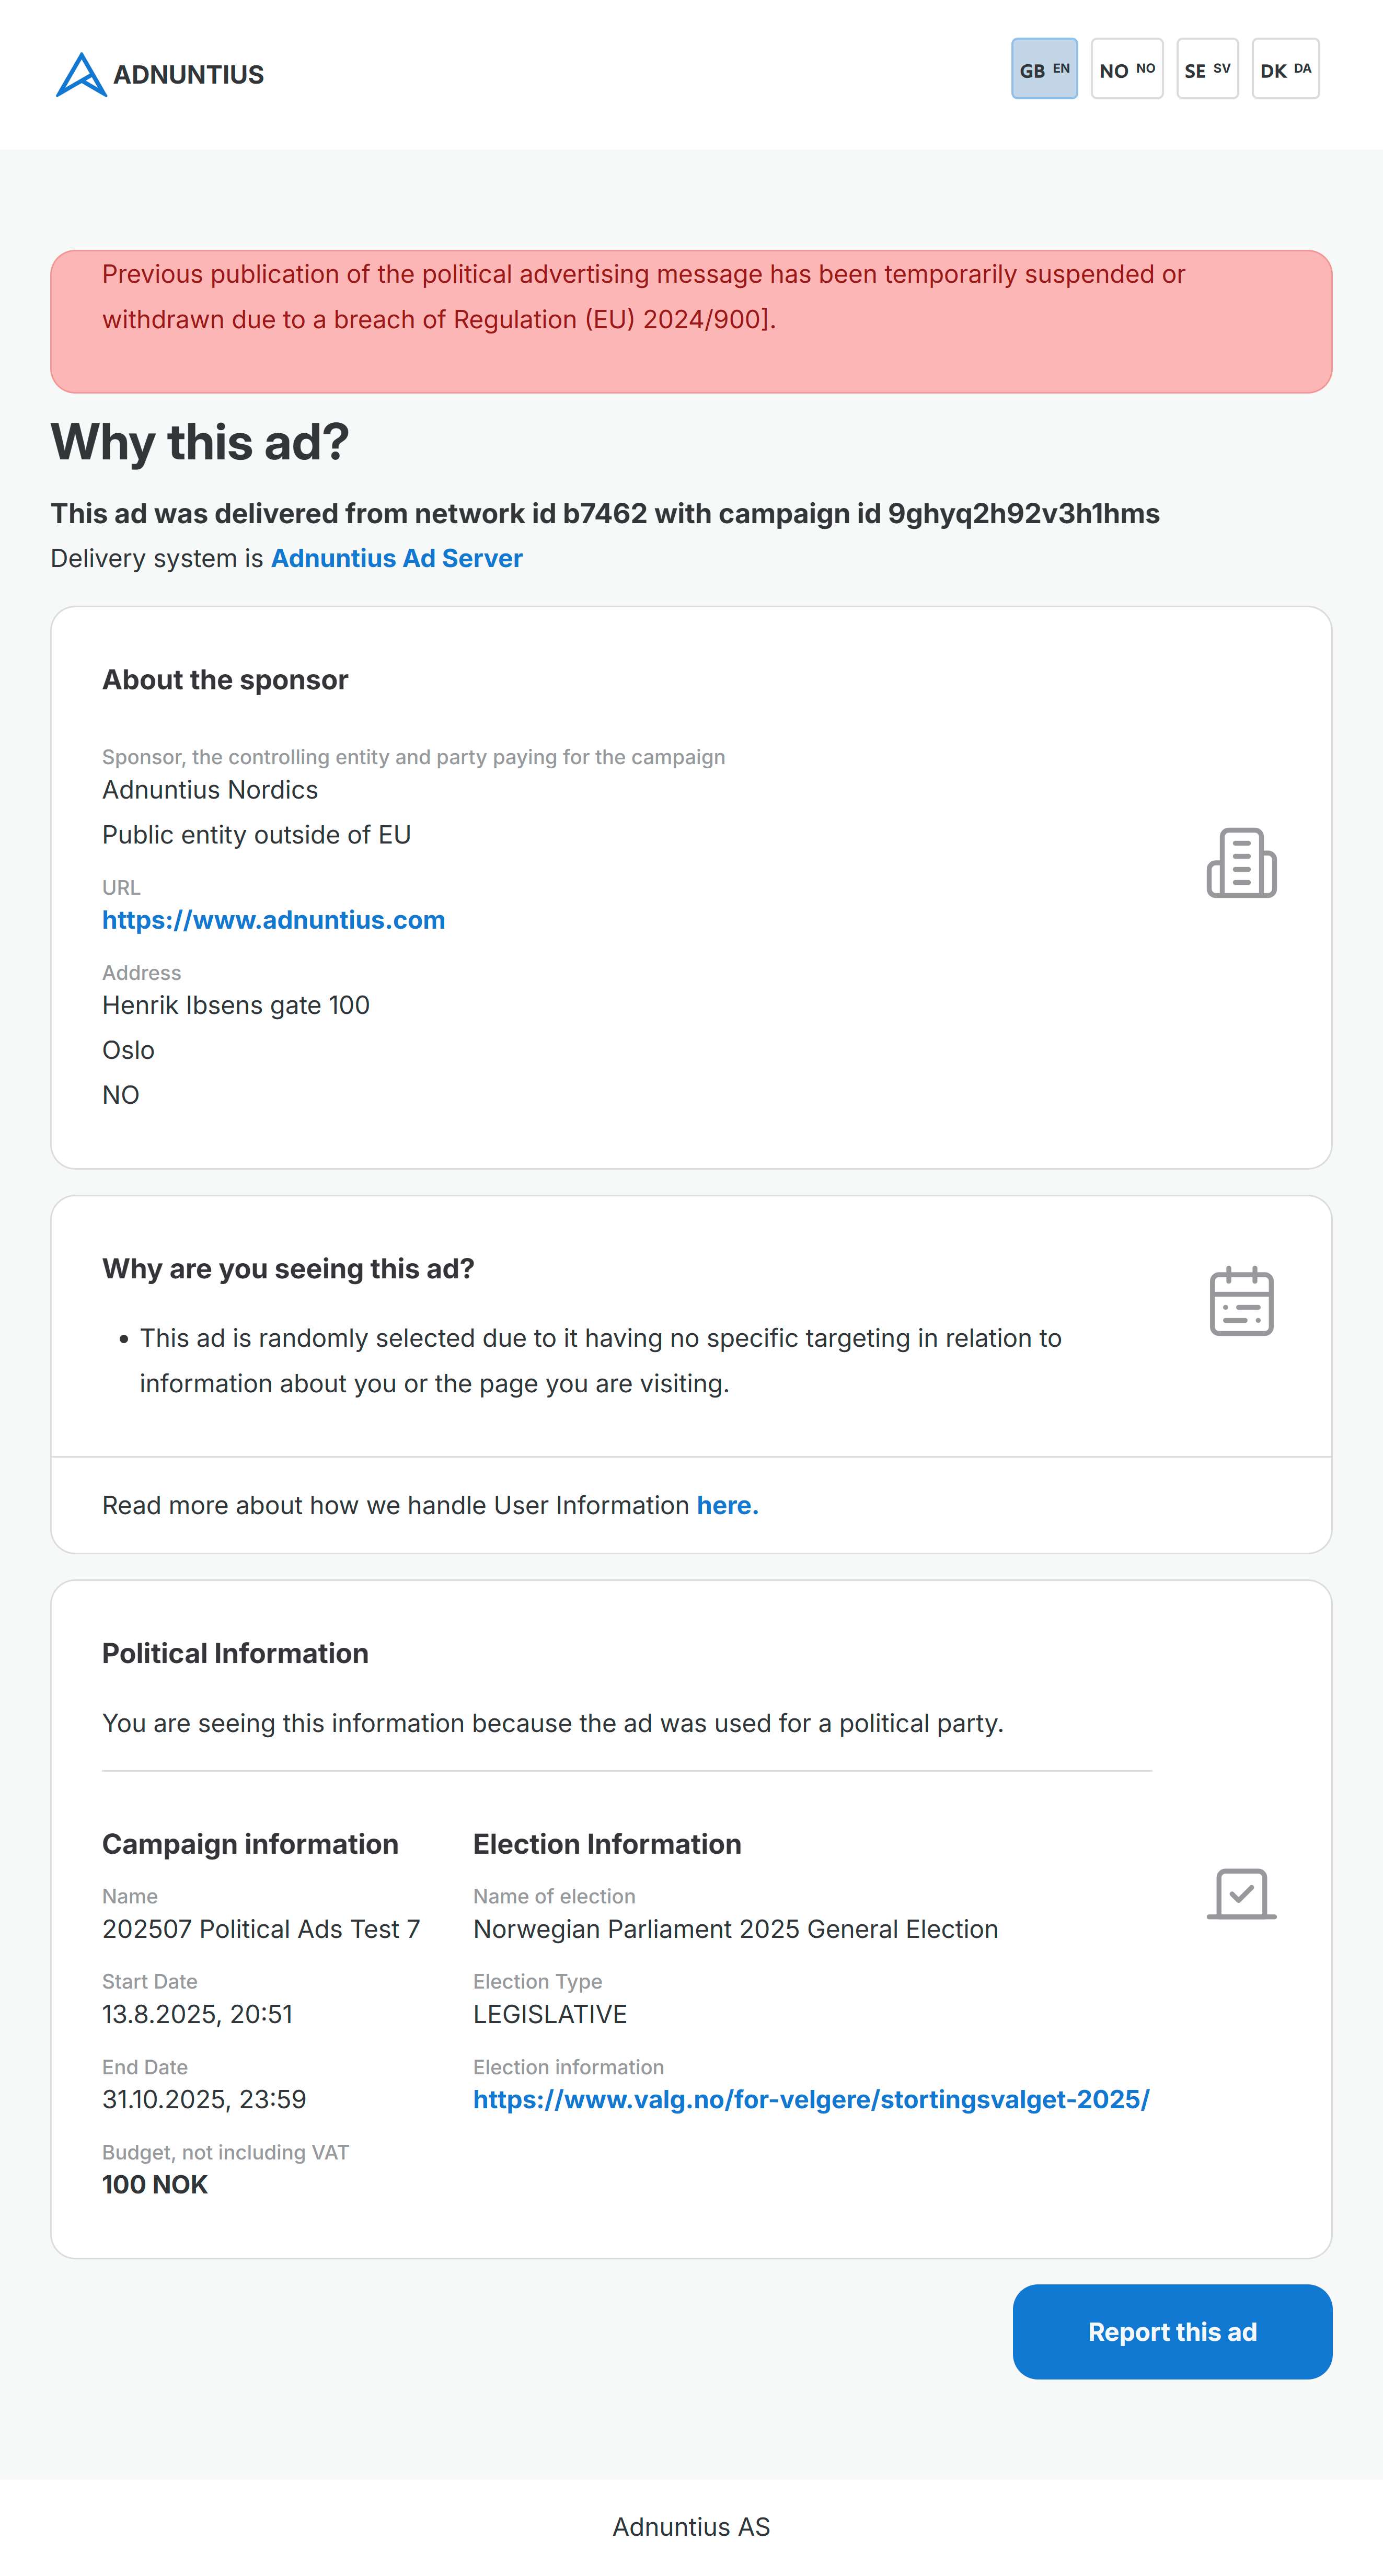 ADNUNTIUS
GB EN NO NO SE SV DK DA
Previous publication of the political advertising message has been temporarily suspended or
withdrawn due to a breach of Regulation (EU) 2024/900].
Why this ad?
This ad was delivered from network id b7462 with campaign id 9ghyq2h92v3h1hms
Delivery system is Adnuntius Ad Server
About the sponsor
Sponsor, the controlling entity and party paying for the campaign
Adnuntius Nordics
Public entity outside of EU
URL
https://www.adnuntius.com
Address
Henrik Ibsens gate 100
Oslo
NO
Why are you seeing this ad?
• This ad is randomly selected due to it having no specific targeting in relation to
information about you or the page you are visiting.
Read more about how we handle User Information here.
Political Information
You are seeing this information because the ad was used for a political party.
Campaign information
Name
202507 Political Ads Test 7
Start Date
13.8.2025, 20:51
End Date
31.10.2025, 23:59
Budget, not including VAT
100 NOK
Election Information
Name of election
Norwegian Parliament 2025 General Election
Election Type
LEGISLATIVE
Election information
https://www.valg.no/for-velgere/stortingsvalget-2025/
Report this ad
Adnuntius AS